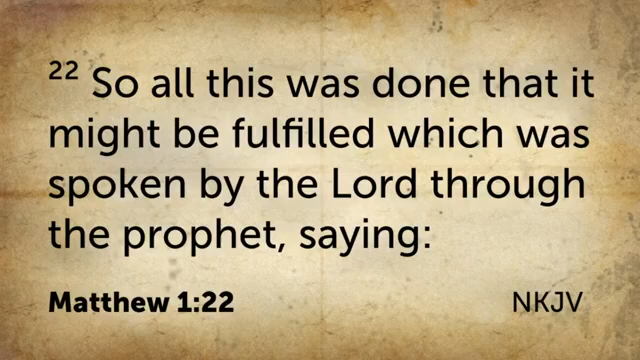 22 So all this was done that it
might be fulfilled which was
spoken by the Lord through
the prophet, saying:
Matthew 1:22 NKJV